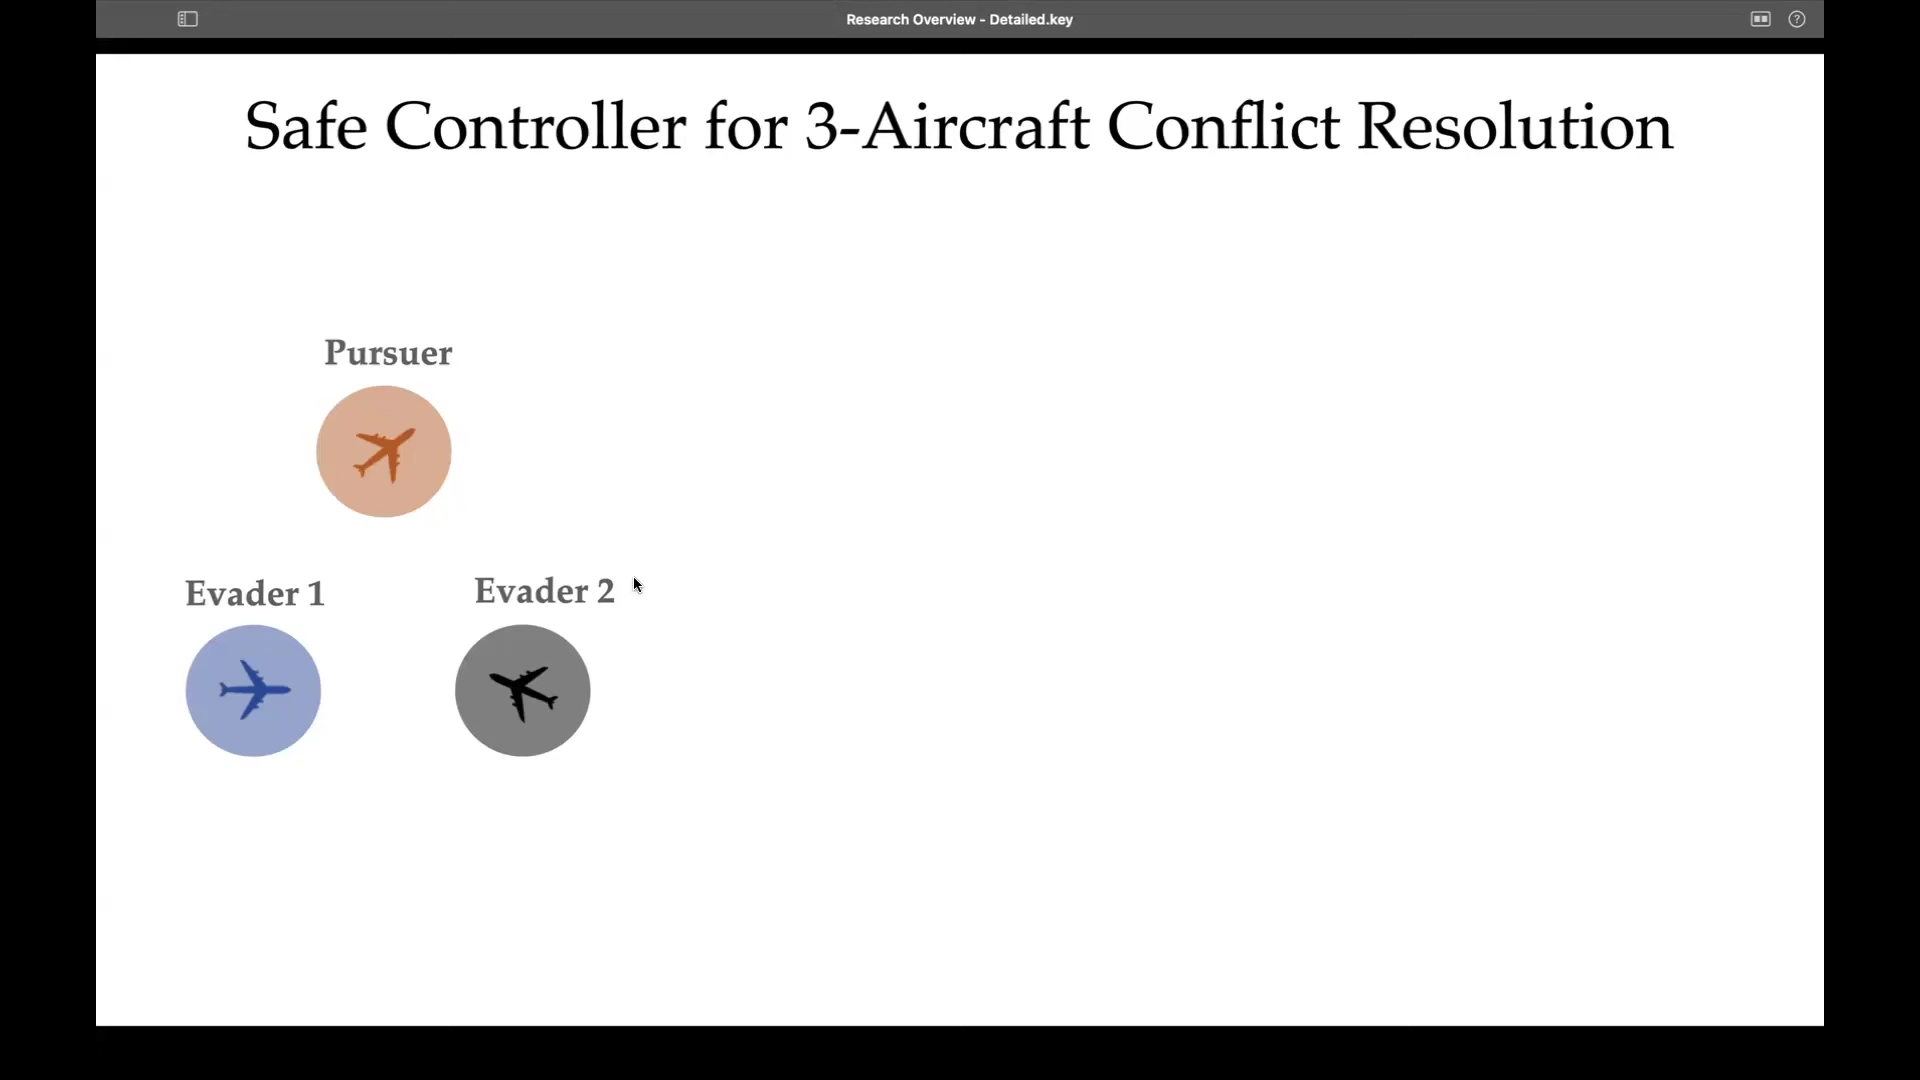 Research Overview - Detailed.key
Safe Controller for 3-Aircraft Conflict Resolution
Pursuer
Evader 1
Evader 2